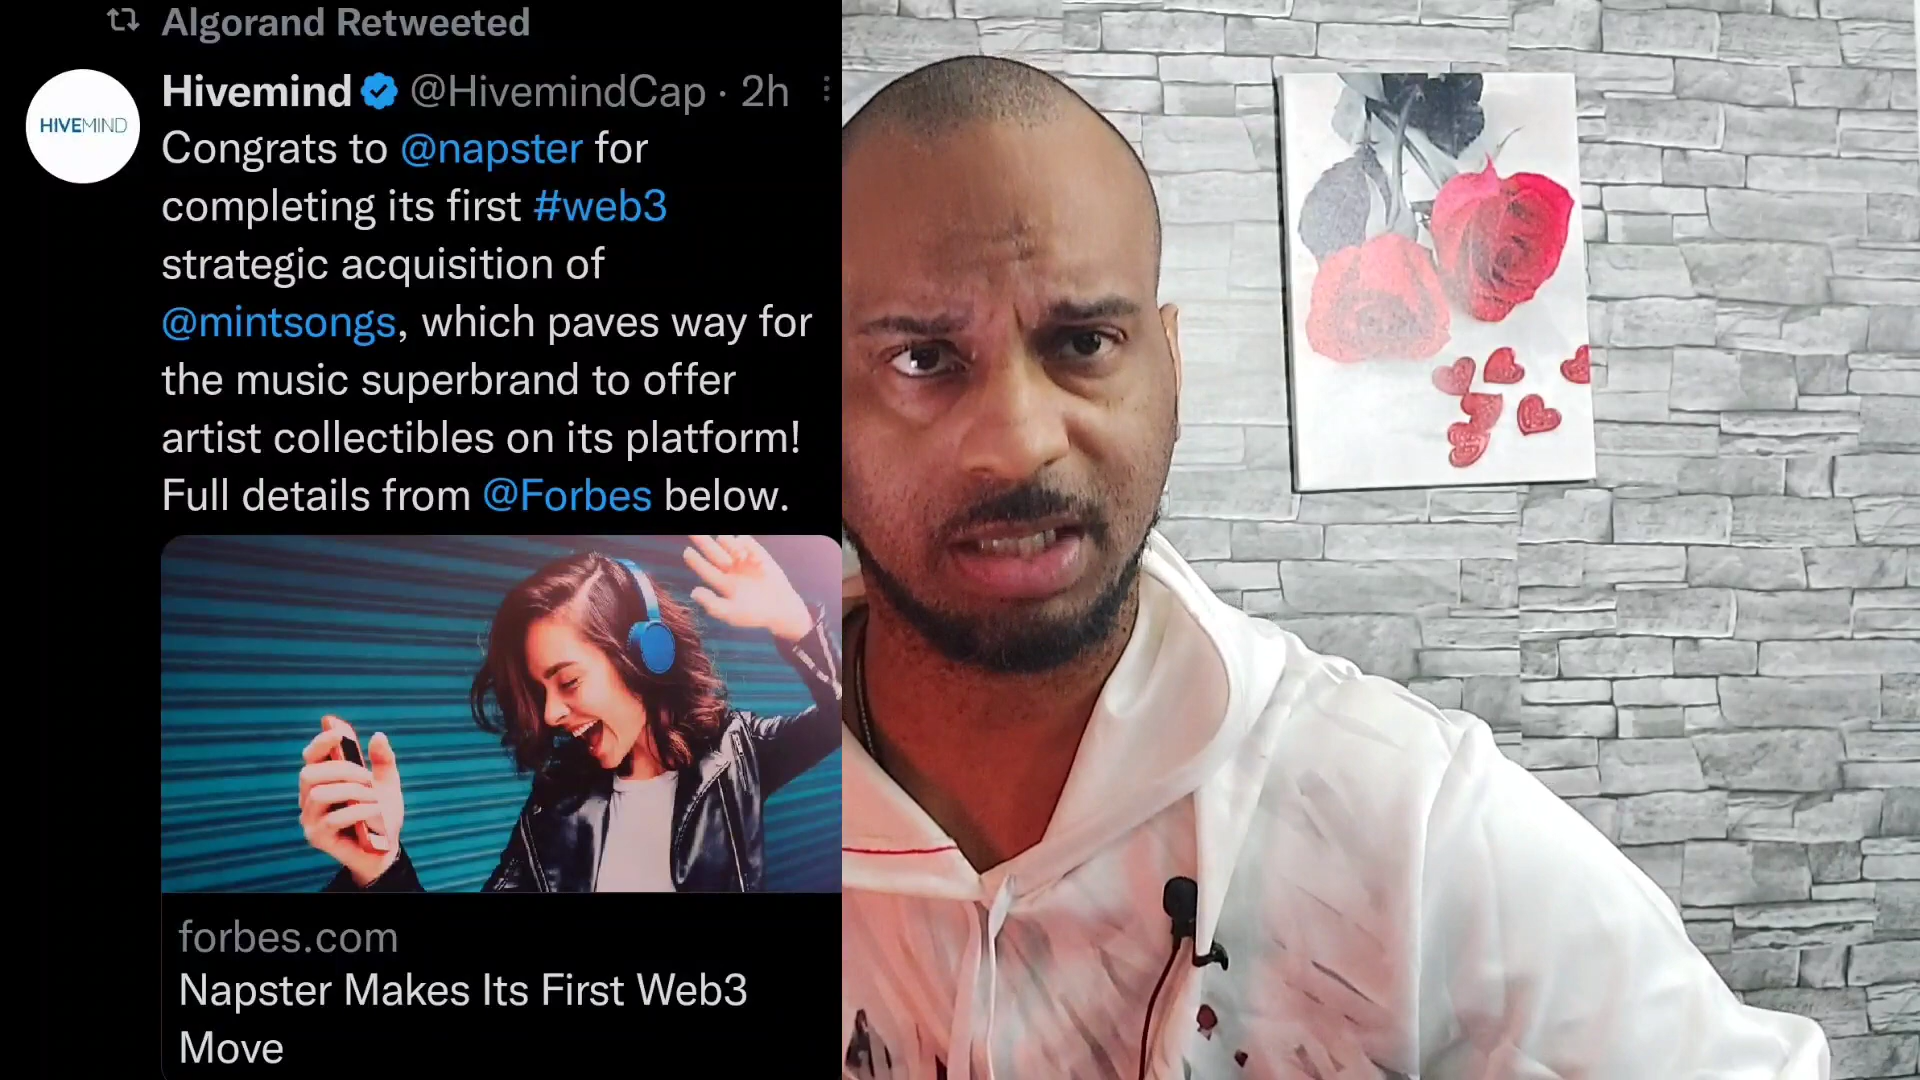 Algorand Retweeted
HIVEMIND
Hivemind @HivemindCap · 2h
Congrats to @napster for
completing its first #web3
strategic acquisition of
@mintsongs, which paves way for
the music superbrand to offer
artist collectibles on its platform!
Full details from @Forbes below.
forbes.com
Napster Makes Its First Web3
Move